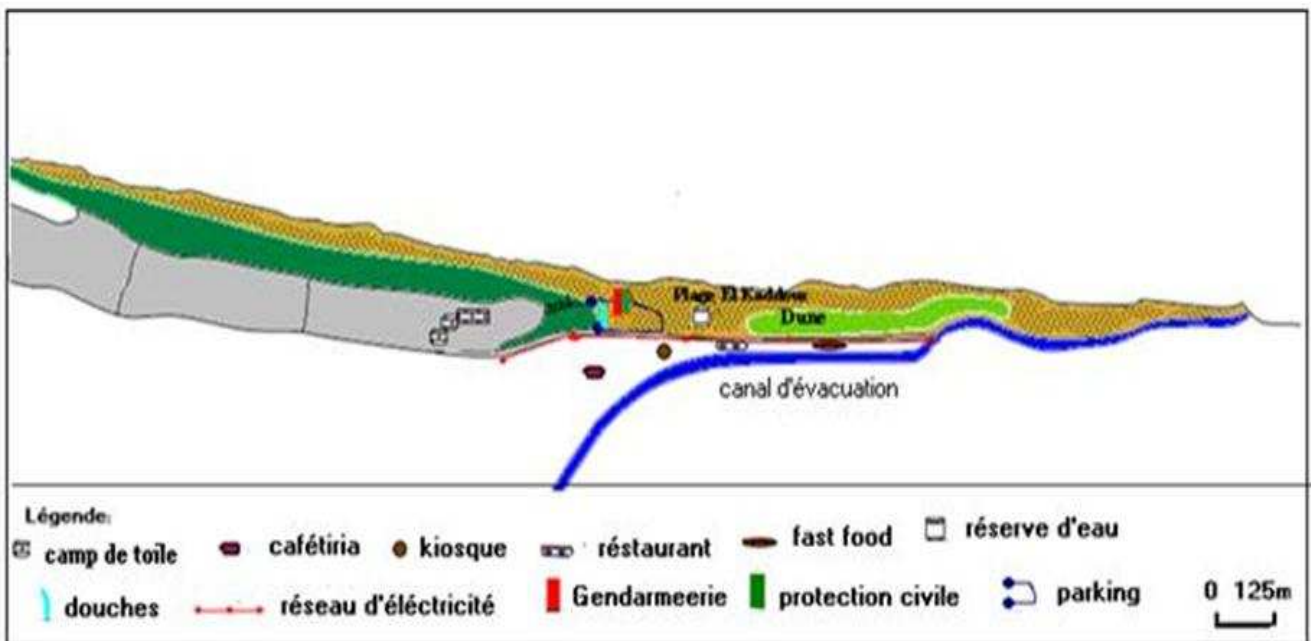 Plage El Kaddous
Dune
canal d'évacuation
Légende:
camp de toile
cafétiria
kiosque
réstaurant
fast food
réserve d'eau
douches
réseau d'éléctricité
Gendarmeerie
protection civile
parking
0 125m